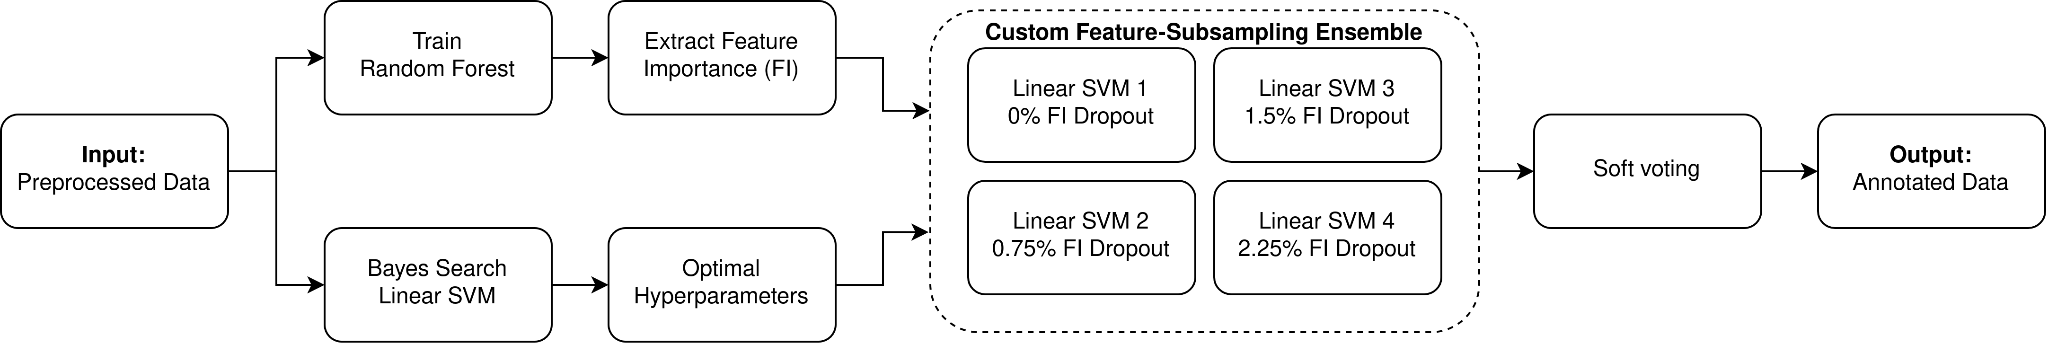 Input:
Preprocessed Data
Train
Random Forest
Extract Feature
Importance (FI)
Bayes Search
Linear SVM
Optimal
Hyperparameters
Custom Feature-Subsampling Ensemble
Linear SVM 1
0% FI Dropout
Linear SVM 3
1.5% FI Dropout
Linear SVM 2
0.75% FI Dropout
Linear SVM 4
2.25% FI Dropout
Soft voting
Output:
Annotated Data